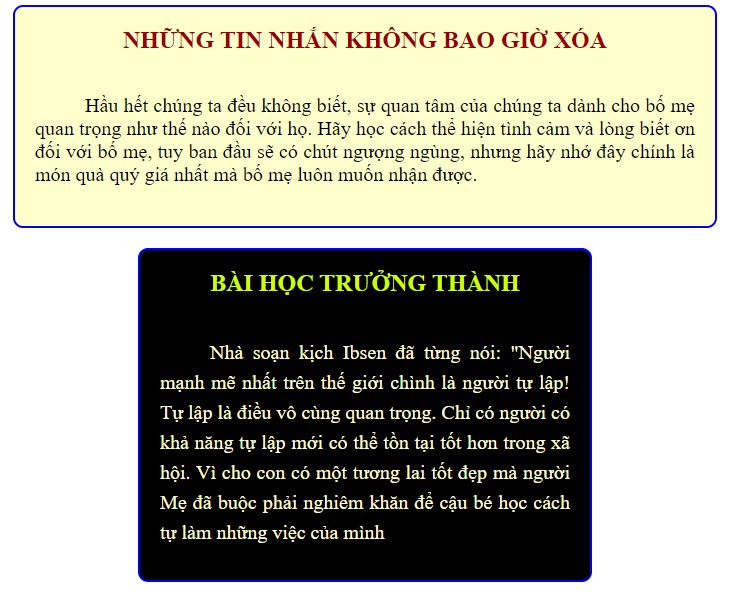 NHỮNG TIN NHẮN KHÔNG BAO GIỜ XÓA
Hầu hết chúng ta đều không biết, sự quan tâm của chúng ta dành cho bố mẹ
quan trọng như thế nào đối với họ. Hãy học cách thể hiện tình cảm và lòng biết ơn
đối với bố mẹ, tuy ban đầu sẽ có chút ngượng ngùng, nhưng hãy nhớ đây chính là
món quà quý giá nhất mà bố mẹ luôn muốn nhận được.
BÀI HỌC TRƯỞNG THÀNH
Nhà soạn kịch Ibsen đã từng nói: "Người
mạnh mẽ nhất trên thế giới chình là người tự lập!
Tự lập là điều vô cùng quan trọng. Chỉ có người có
khả năng tự lập mới có thể tồn tại tốt hơn trong xã
hội. Vì cho con có một tương lai tốt đẹp mà người
Mẹ đã buộc phải nghiêm khăn để cậu bé học cách
tự làm những việc của mình